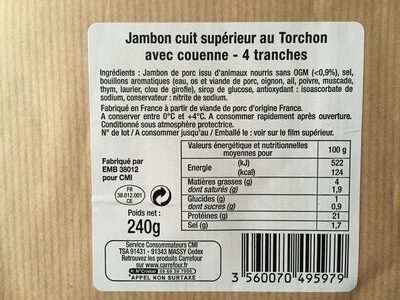 Jambon cuit supérieur au Torchon
avec couenne - 4 tranches
Ingrédients : Jambon de porc issu d'animaux nourris sans OGM (<0,9%), sel,
bouillons aromatiques (eau, os et viande de porc, oignon, ail, poivre, muscade,
thym, laurier, clou de girofle), sirop de glucose, antioxydant : isoascorbate de
sodium, conservateur : nitrite de sodium.
Fabriqué en France à partir de viande de porc d'origine France.
A conserver entre 0°C et +4°C. A consommer rapidement après ouverture.
Conditionné sous atmosphère protectrice.
N° de lot / A consommer jusqu'au / Emballé le : voir sur le film supérieur.
Fabriqué par
EMB 38012
pour CMI
FR
38.012.001
CE
Poids net :
240g
Valeurs énergétique et nutritionnelles
moyennes pour 100 g
Energie (kJ) 522
(kcal) 124
Matières grasses (g) 4
dont saturés (g) 1,9
Glucides (g) 1
dont sucres (g) 0,9
Protéines (g) 21
Sel (g) 1,7
Service Consommateurs CMI
TSA 91431 - 91343 MASSY Cedex
Retrouvez les produits Carrefour
sur www.carrefour.fr
N°Cristal
APPEL NON SURTAXE
3 560070 495979